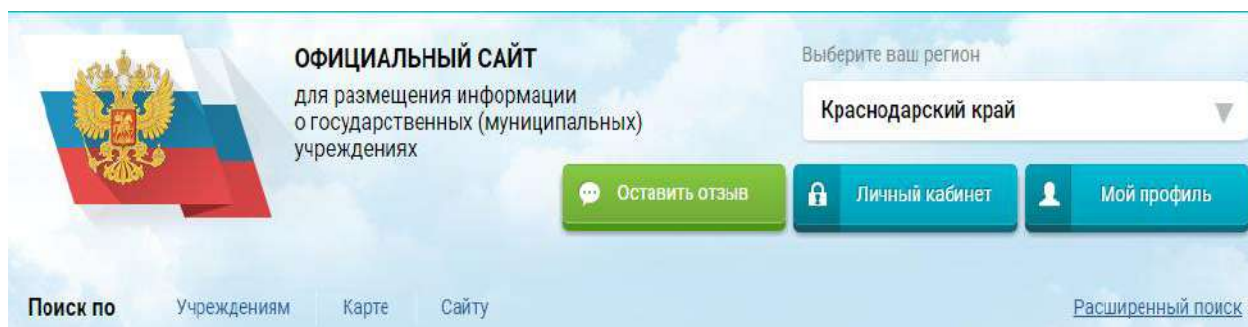 ОФИЦИАЛЬНЫЙ САЙТ
для размещения информации
о государственных (муниципальных)
учреждениях
Выберите ваш регион
Краснодарский край
Оставить отзыв
Личный кабинет
Мой профиль
Поиск по Учреждениям Карте Сайту Расширенный поиск